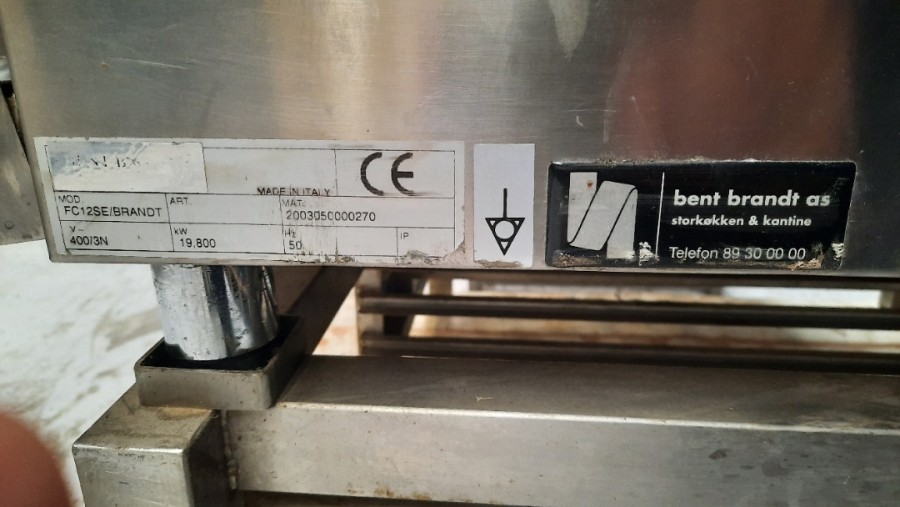 CE
MADE IN ITALY
MOD.
FC12SE/BRANDT
ART.
MAT.
2003050000270
V~
400/3N
kW
19,800
Hz
50
IP
bent brandt as
storkøkken & kantine
Telefon 89 30 00 00